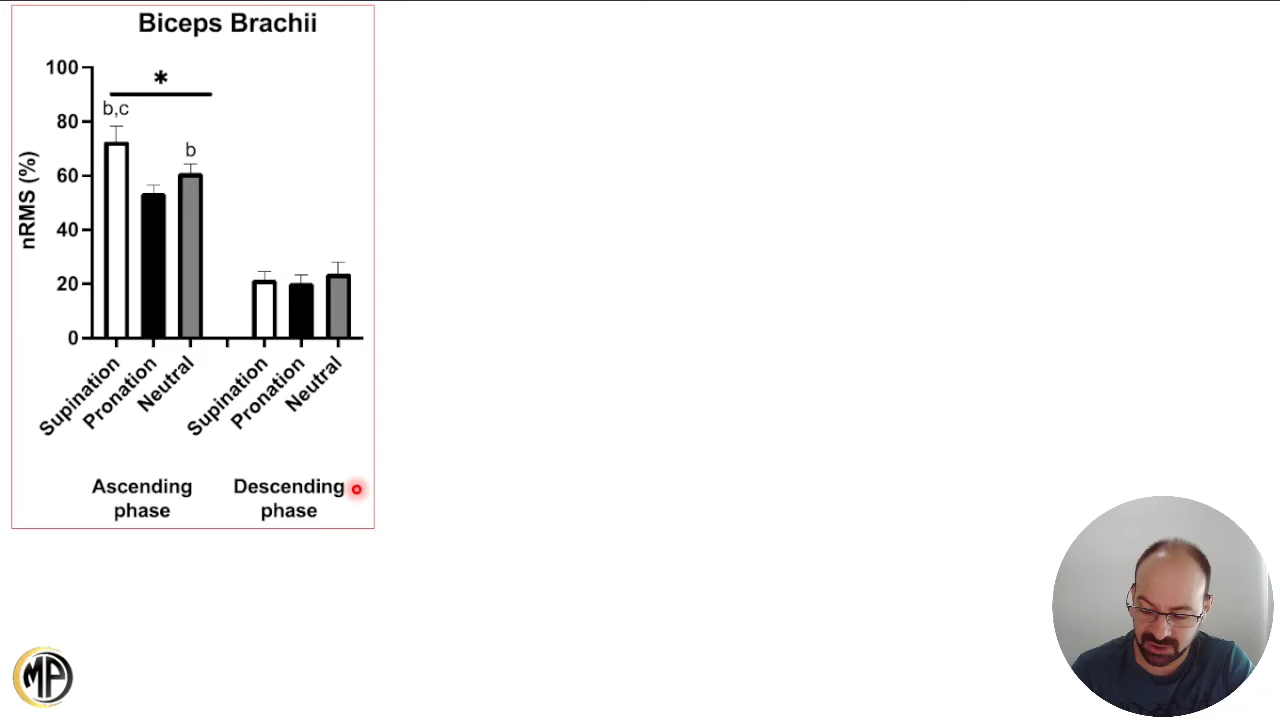 Biceps Brachii
*
b,c
b
nRMS (%)
100
80
60
40
20
0
Supination
Pronation
Neutral
Supination
Pronation
Neutral
Ascending phase
Descending phase
MP